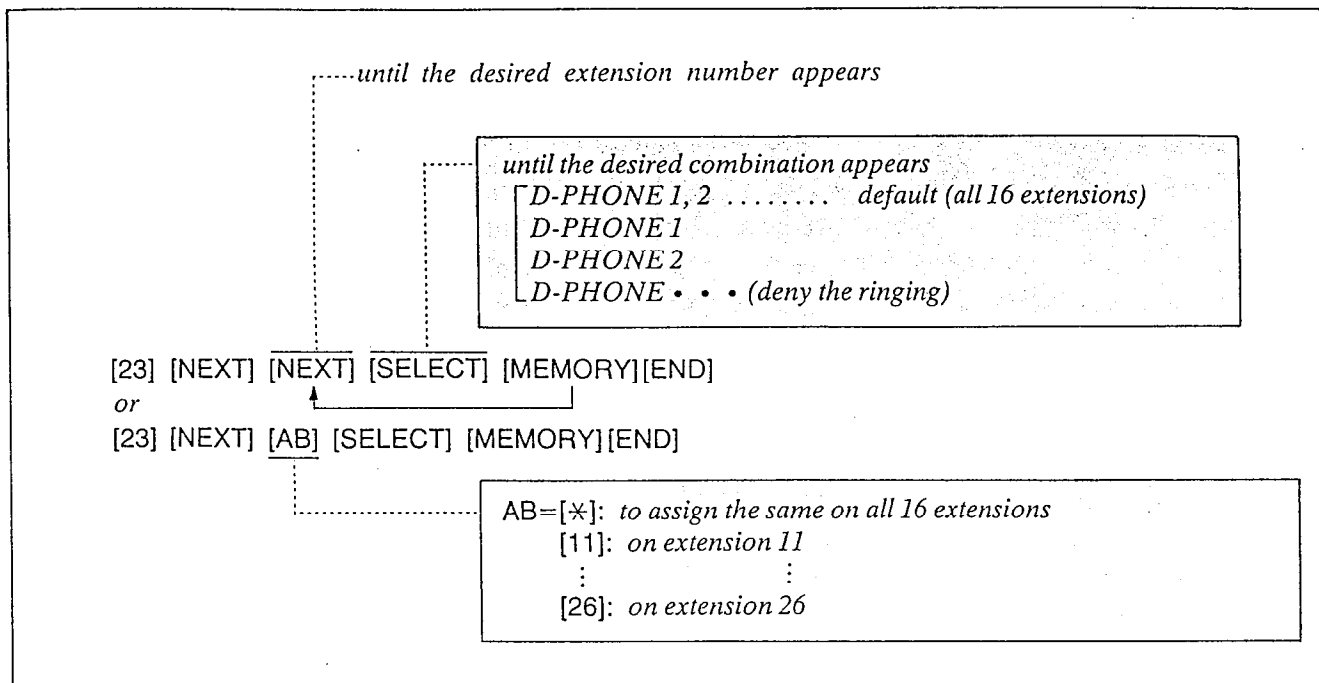 until the desired extension number appears
until the desired combination appears
D-PHONE 1, 2 ........ default (all 16 extensions)
D-PHONE 1
D-PHONE 2
D-PHONE • • • (deny the ringing)
[23] [NEXT] [NEXT] [SELECT] [MEMORY][END]
or
[23] [NEXT] [AB] [SELECT] [MEMORY][END]
AB=[*]: to assign the same on all 16 extensions
[11]: on extension 11
[26]: on extension 26